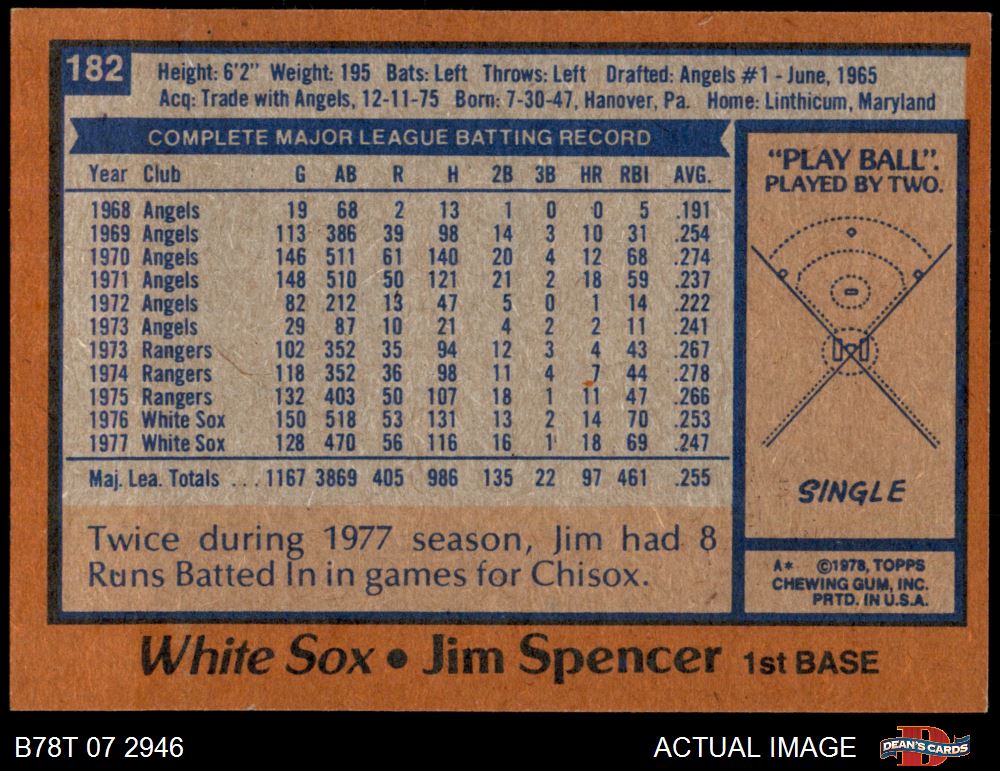 182
Height: 6'2" Weight: 195 Bats: Left Throws: Left Drafted: Angels #1 - June, 1965
Acq: Trade with Angels, 12-11-75 Born: 7-30-47, Hanover, Pa. Home: Linthicum, Maryland
COMPLETE MAJOR LEAGUE BATTING RECORD
Year Club G AB R H 2B 3B HR RBI AVG.
1968 Angels 19 68 2 13 1 0 0 5 .191
1969 Angels 113 386 39 98 14 3 10 31 .254
1970 Angels 146 511 61 140 20 4 12 68 .274
1971 Angels 148 510 50 121 21 2 18 59 .237
1972 Angels 82 212 13 47 5 0 1 14 .222
1973 Angels 29 87 10 21 4 2 2 11 .241
1973 Rangers 102 352 35 94 12 3 4 43 .267
1974 Rangers 118 352 36 98 11 4 7 44 .278
1975 Rangers 132 403 50 107 18 1 11 47 .266
1976 White Sox 150 518 53 131 13 2 14 70 .253
1977 White Sox 128 470 56 116 16 1 18 69 .247
Maj. Lea. Totals ... 1167 3869 405 986 135 22 97 461 .255
Twice during 1977 season, Jim had 8
Runs Batted In in games for Chisox.
"PLAY BALL".
PLAYED BY TWO.
SINGLE
A* ©1978, TOPPS
CHEWING GUM, INC.
PRTD. IN U.S.A.
White Sox • Jim Spencer 1st BASE
B78T 07 2946
ACTUAL IMAGE
D
DEAN'S CARDS